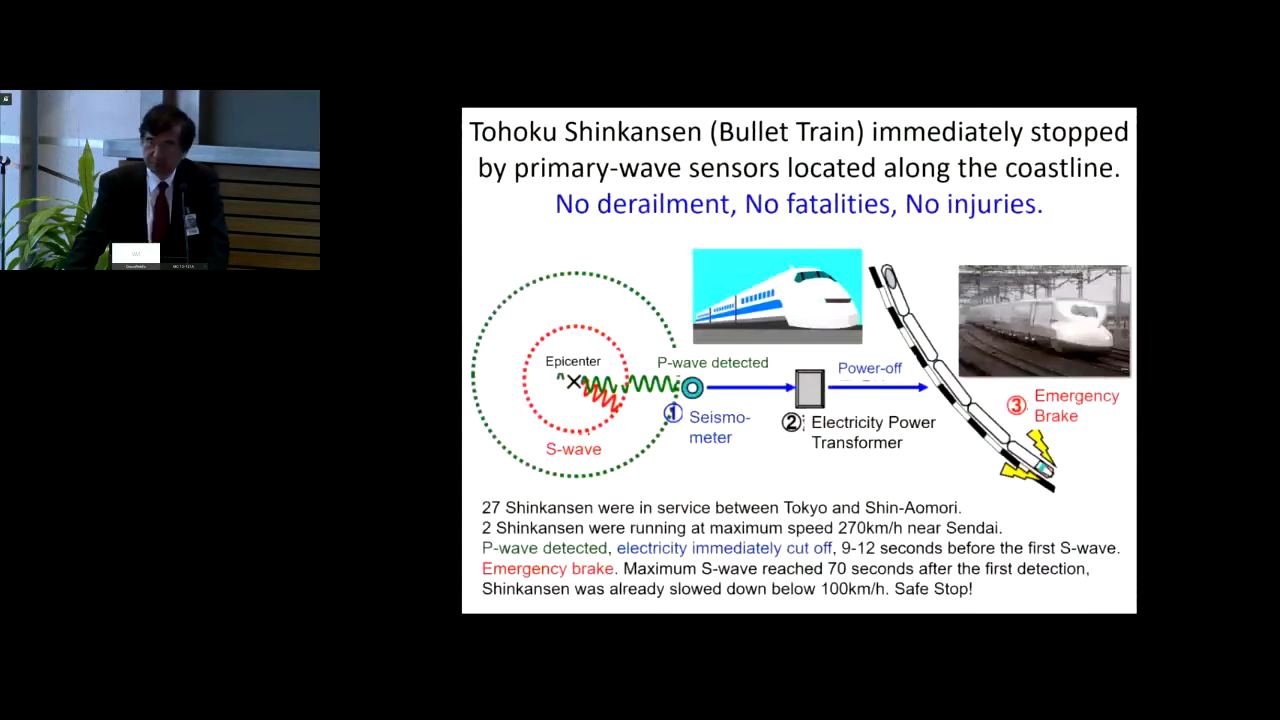 Tohoku Shinkansen (Bullet Train) immediately stopped
by primary-wave sensors located along the coastline.
No derailment, No fatalities, No injuries.
Epicenter
P-wave detected
S-wave
① Seismo-
meter
② Electricity Power
Transformer
Power-off
③ Emergency
Brake
27 Shinkansen were in service between Tokyo and Shin-Aomori.
2 Shinkansen were running at maximum speed 270km/h near Sendai.
P-wave detected, electricity immediately cut off, 9-12 seconds before the first S-wave.
Emergency brake. Maximum S-wave reached 70 seconds after the first detection,
Shinkansen was already slowed down below 100km/h. Safe Stop!